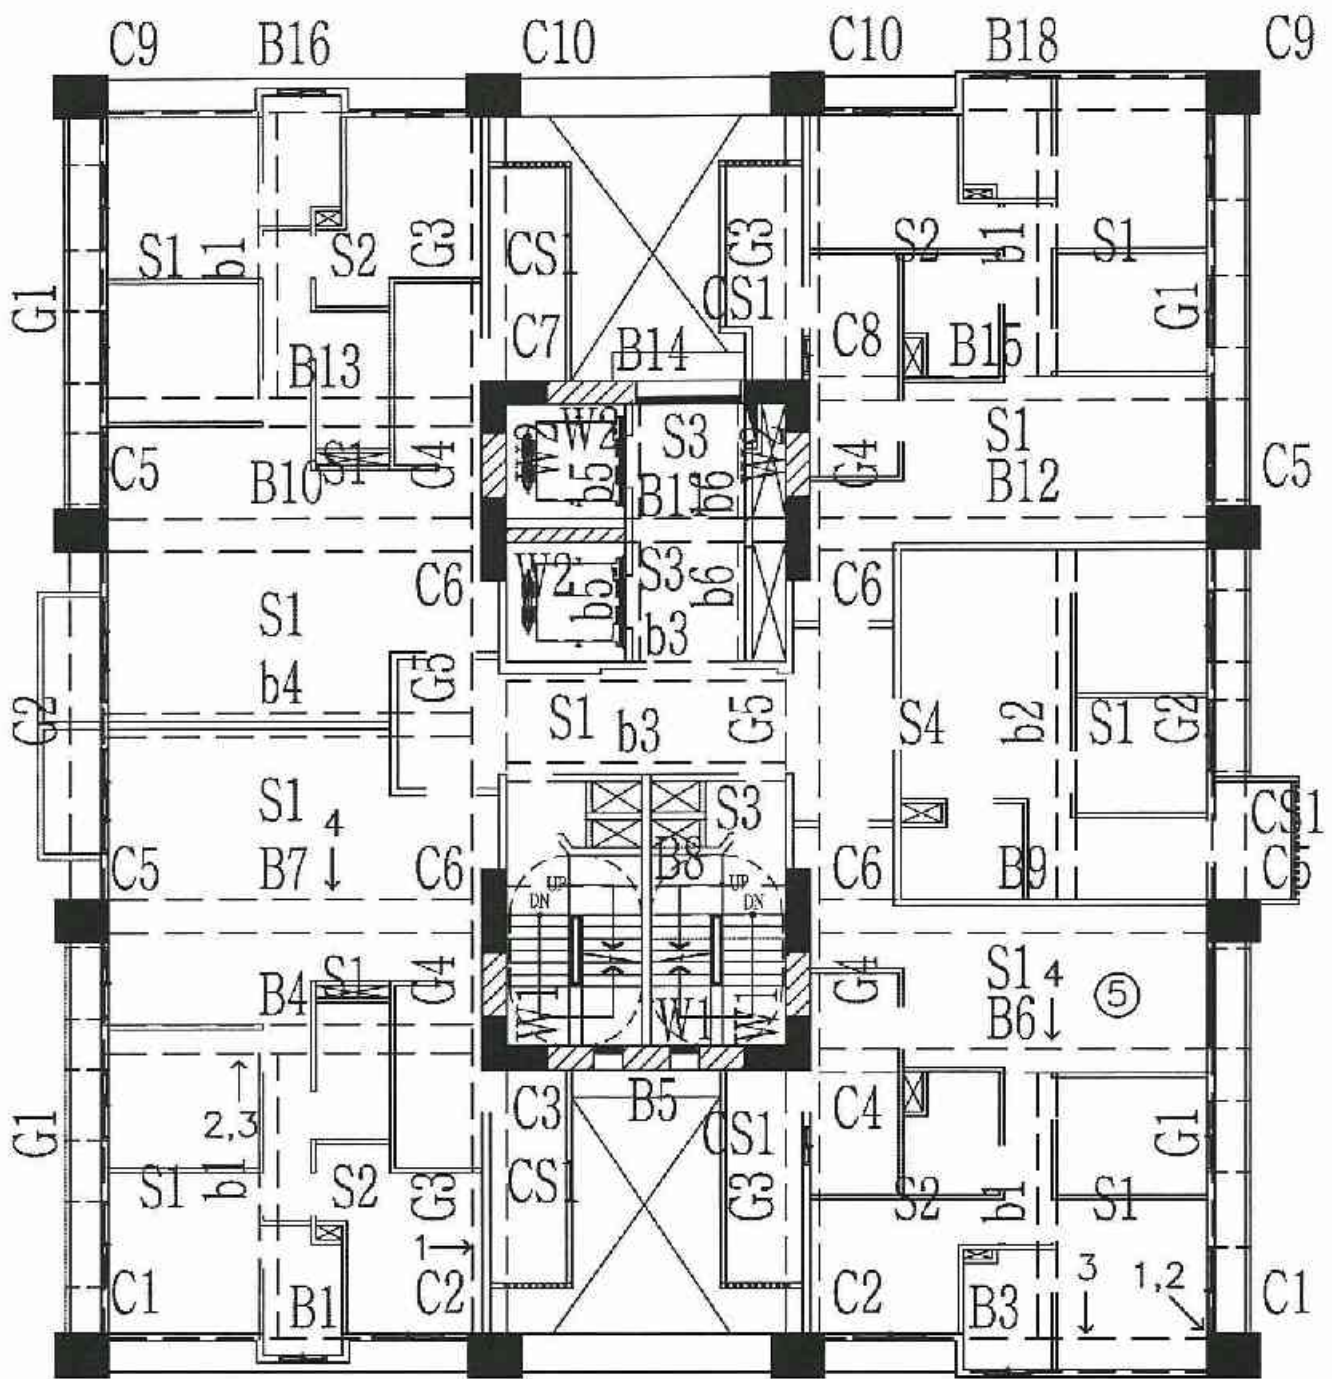 C9 B16 C10 C10 B18 C9
S1 b1 S2 G3 CS1 G3 S2 b1 S1
CS1
G1 G1
C7 B14 C8 B15
B13
W2 W2 S3 W2 S1
C5 B10 S1 G4 b5 B11 b6 G4 B12 C5
C6 W2 b5 S3 b6 C6
S1 b3
b4 G5
G2 S1 b3 G5 S4 b2 S1 G2
S1 S3 CS1
4
C5 B7 C6 B8 C6 B9 C5
UP UP
DN DN
S1 G4 G4 S1 4 5
B4 W1 W1 W1 B6
C3 B5 C4
G1 2,3 CS1 G1
S1 b1 S2 G3 CS1 G3 S2 b1 S1
1
3 1,2
C1 B1 C2 C2 B3 C1